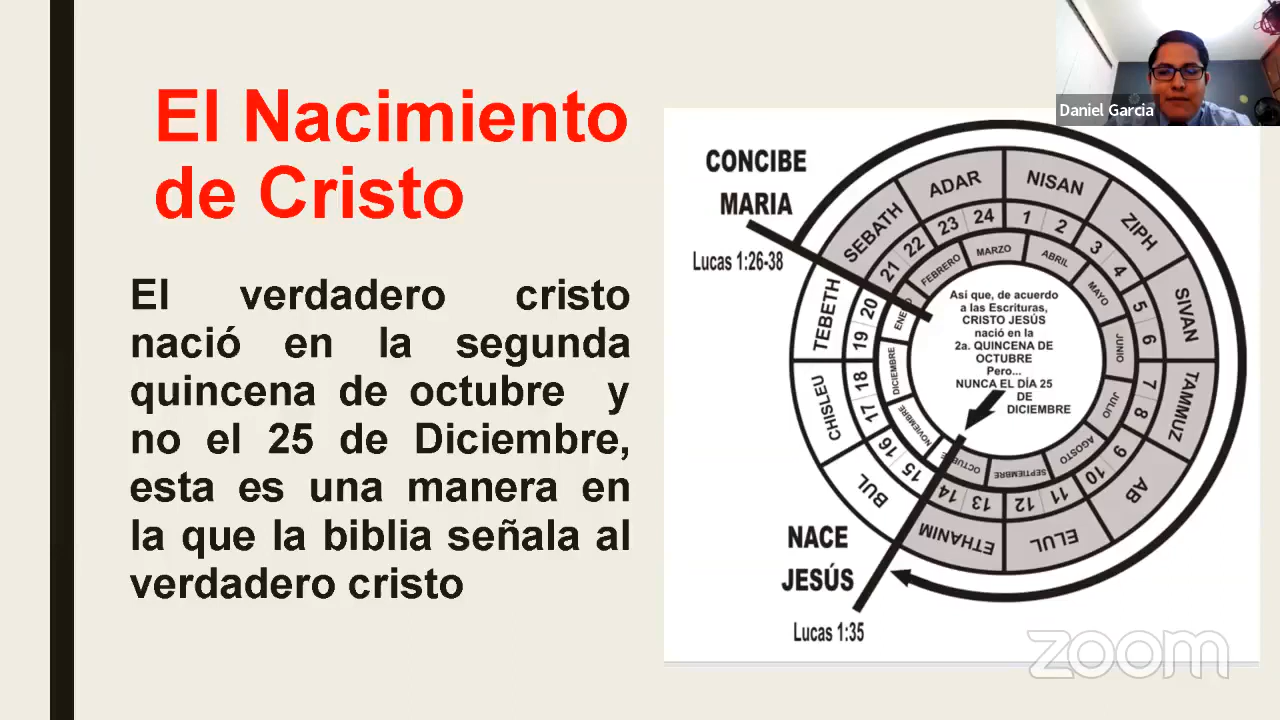 El Nacimiento
de Cristo
El verdadero cristo
nació en la segunda
quincena de octubre y
no el 25 de Diciembre,
esta es una manera en
la que la biblia señala al
verdadero cristo
Daniel Garcia
CONCIBE
MARIA
Lucas 1:26-38
NISAN
ZIPH
SIVAN
TAMMUZ
AB
ELUL
ETHANIM
BUL
CHISLEU
TEBETH
SEBATH
ADAR
1
2
3
4
5
6
7
8
9
10
11
12
13
14
15
16
17
18
19
20
21
22
23
24
ABRIL
MAYO
JUNIO
JULIO
AGOSTO
SEPTIEMBRE
NOVIEMBRE
DICIEMBRE
FEBRERO
MARZO
Así que, de acuerdo
a las Escrituras,
CRISTO JESÚS
nació en la
2a. QUINCENA DE
OCTUBRE
Pero...
NUNCA EL DÍA 25
DE
DICIEMBRE
NACE
JESÚS
Lucas 1:35
zoom